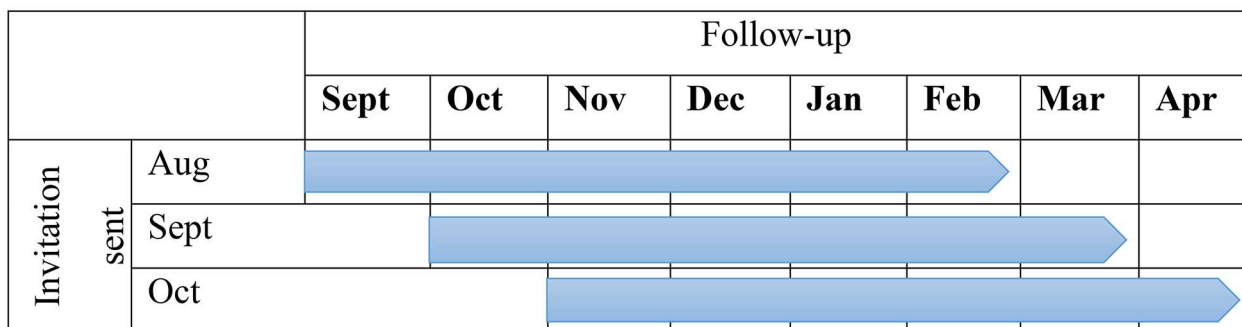 Follow-up
Sept Oct Nov Dec Jan Feb Mar Apr
Invitation
sent
Aug
Sept
Oct